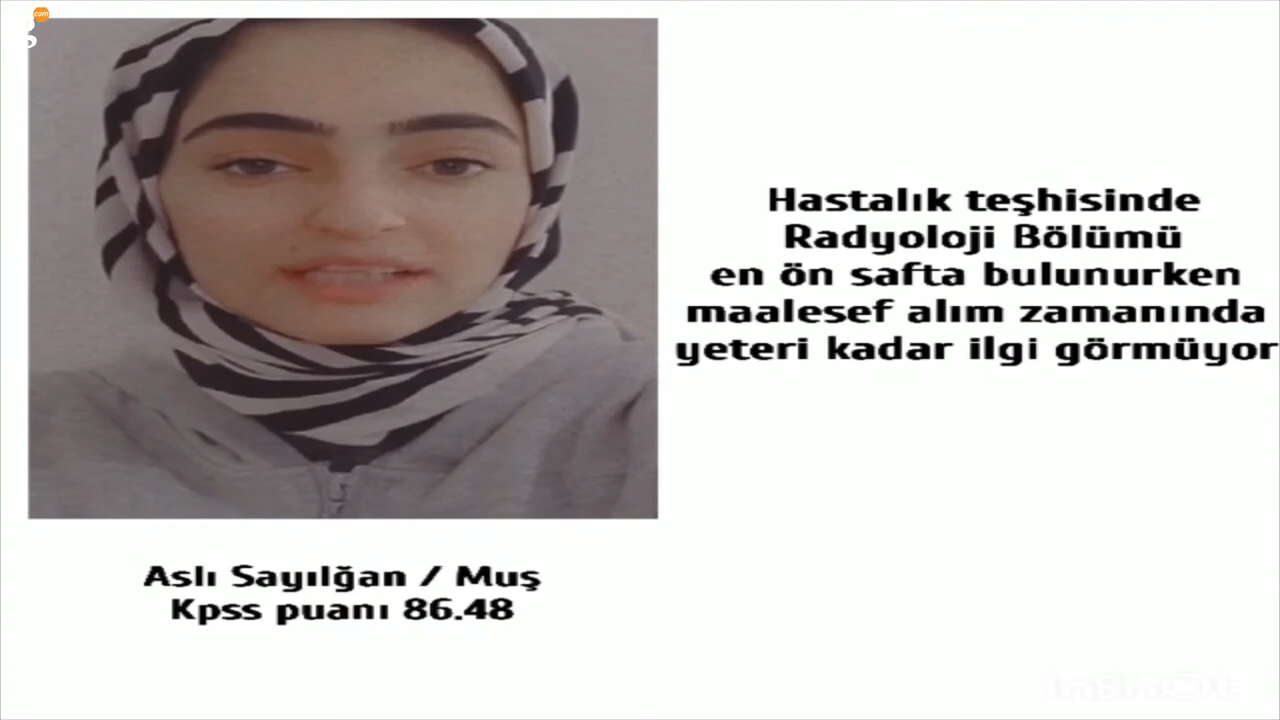 .com
g
Hastalık teşhisinde
Radyoloji Bölümü
en ön safta bulunurken
maalesef alım zamanında
yeteri kadar ilgi görmüyor
Aslı Sayılğan / Muş
Kpss puanı 86.48